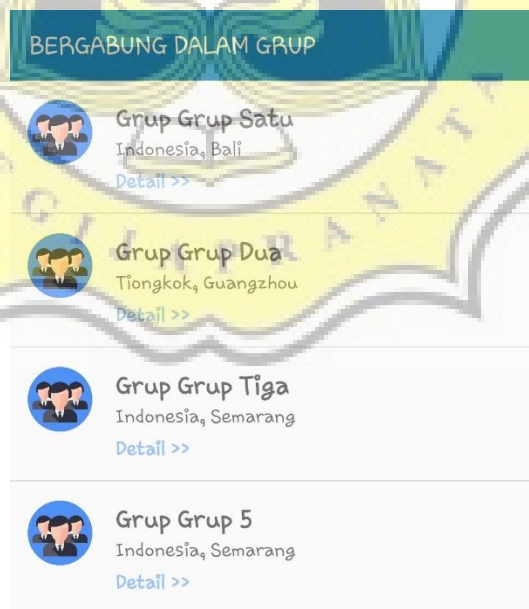 BERGABUNG DALAM GRUP
Grup Grup Satu
Indonesia, Bali
Detail >>
Grup Grup Dua
Tiongkok, Guangzhou
Detail >>
Grup Grup Tiga
Indonesia, Semarang
Detail >>
Grup Grup 5
Indonesia, Semarang
Detail >>
GIJAPRANATA